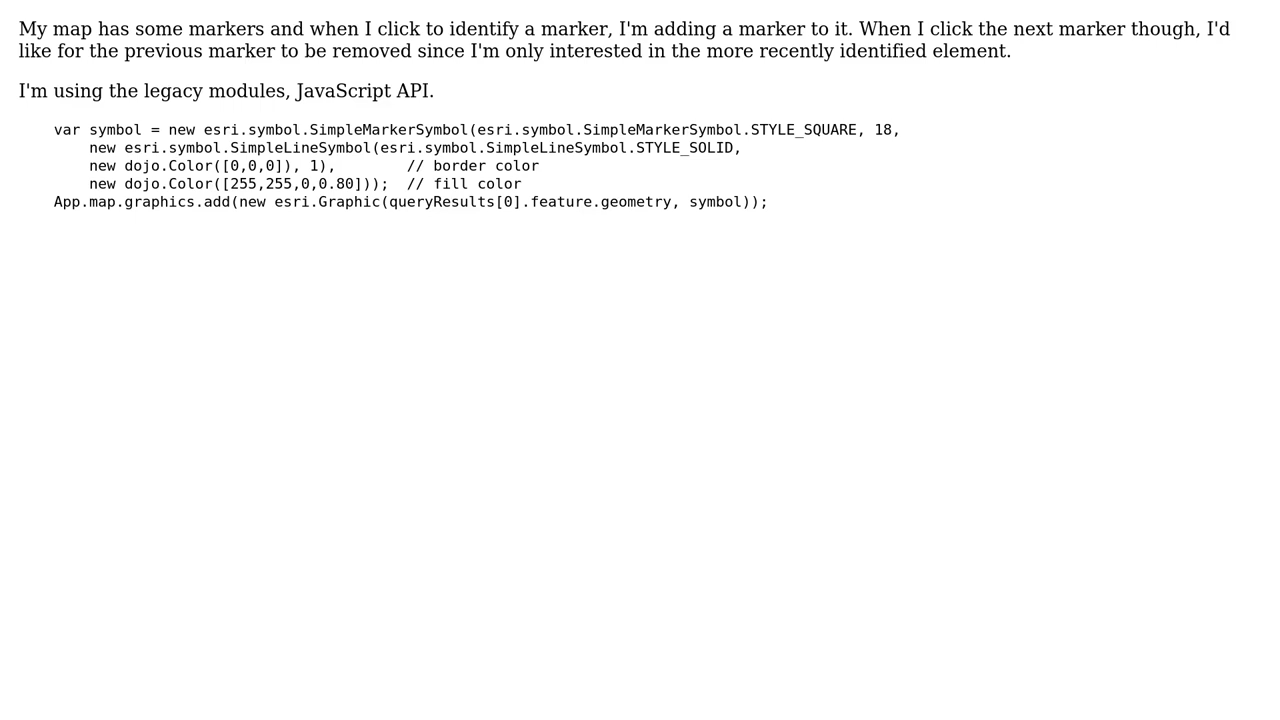 My map has some markers and when I click to identify a marker, I'm adding a marker to it. When I click the next marker though, I'd
like for the previous marker to be removed since I'm only interested in the more recently identified element.
I'm using the legacy modules, JavaScript API.
var symbol = new esri.symbol.SimpleMarkerSymbol(esri.symbol.SimpleMarkerSymbol.STYLE_SQUARE, 18,
    new esri.symbol.SimpleLineSymbol(esri.symbol.SimpleLineSymbol.STYLE_SOLID,
    new dojo.Color([0,0,0]), 1),        // border color
    new dojo.Color([255,255,0,0.80]));  // fill color
App.map.graphics.add(new esri.Graphic(queryResults[0].feature.geometry, symbol));